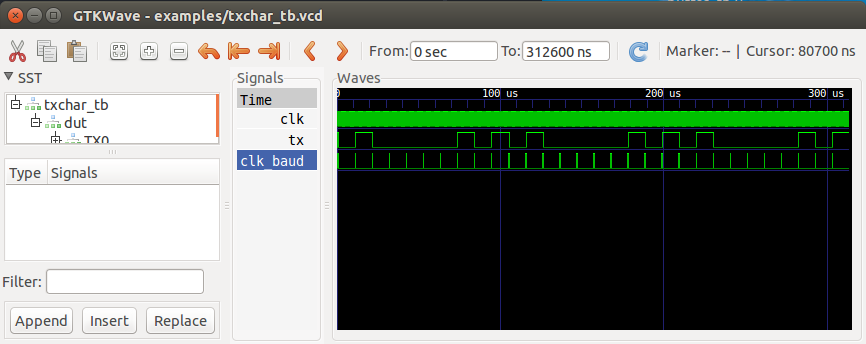 GTKWave - examples/txchar_tb.vcd
From: 0 sec To: 312600 ns Marker: -- | Cursor: 80700 ns
SST
txchar_tb
dut
TX0
Type Signals
Filter:
Append Insert Replace
Signals
Time
clk
tx
clk_baud
Waves
0 100 us 200 us 300 us